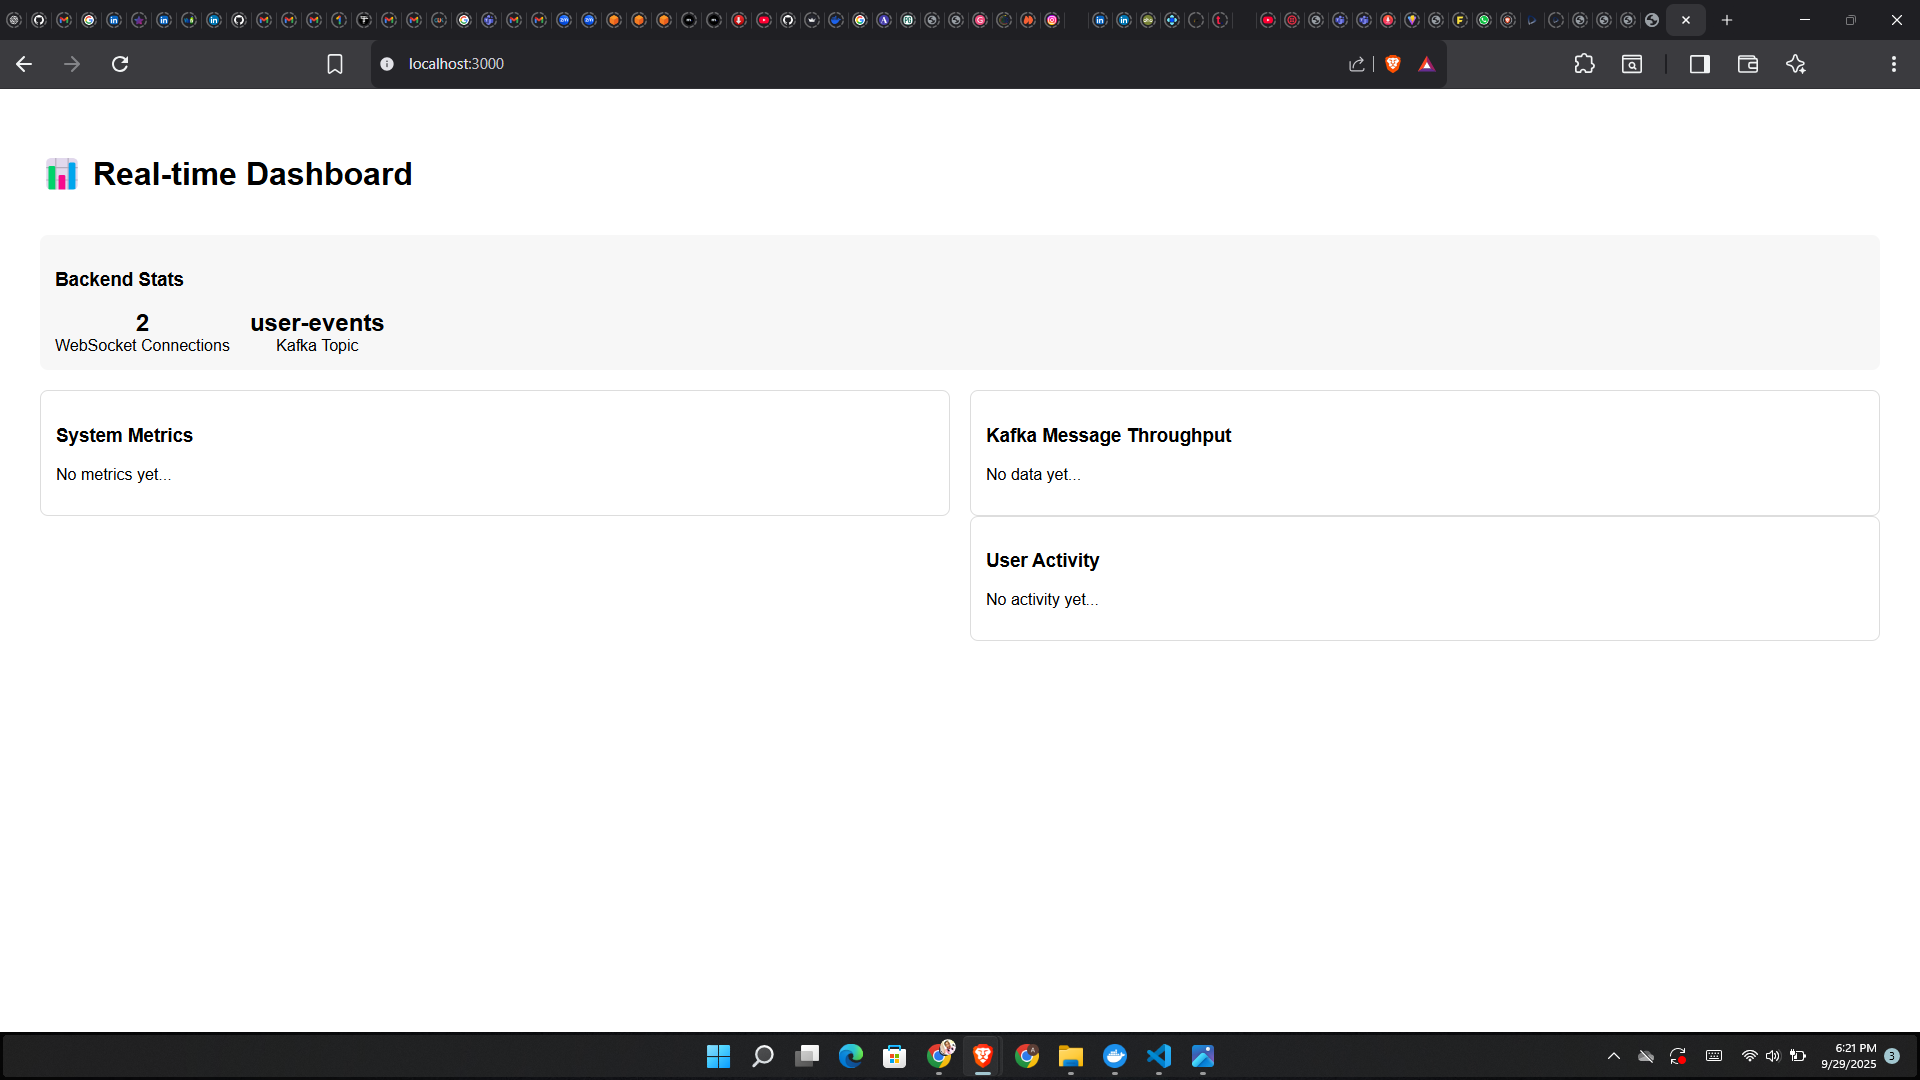 localhost:3000
Real-time Dashboard
Backend Stats
2
WebSocket Connections
user-events
Kafka Topic
System Metrics
No metrics yet...
Kafka Message Throughput
No data yet...
User Activity
No activity yet...
6:21 PM
9/29/2025
3